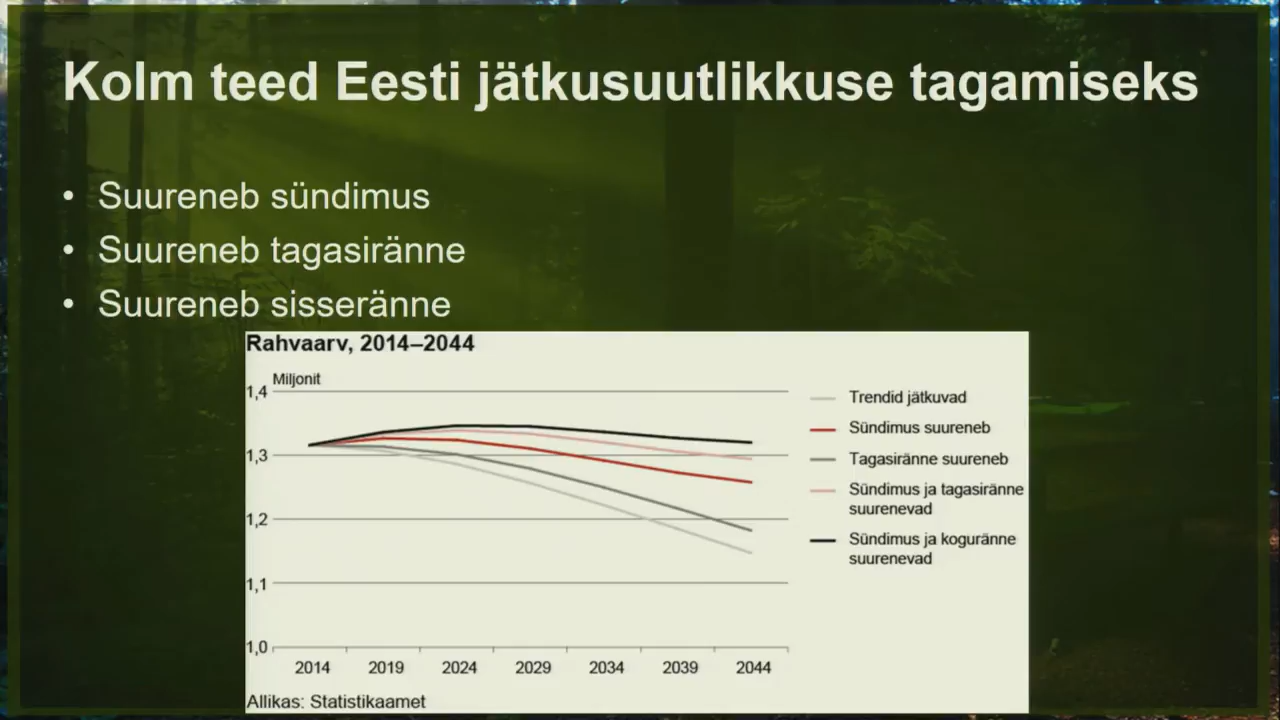 Kolm teed Eesti jätkusuutlikkuse tagamiseks
• Suureneb sündimus
• Suureneb tagasiränne
• Suureneb sisseränne
Rahvaarv, 2014–2044
Miljonit
1,4
1,3
1,2
1,1
1,0
2014 2019 2024 2029 2034 2039 2044
Trendid jätkuvad
Sündimus suureneb
Tagasiränne suureneb
Sündimus ja tagasiränne
suurenevad
Sündimus ja koguränne
suurenevad
Allikas: Statistikaamet